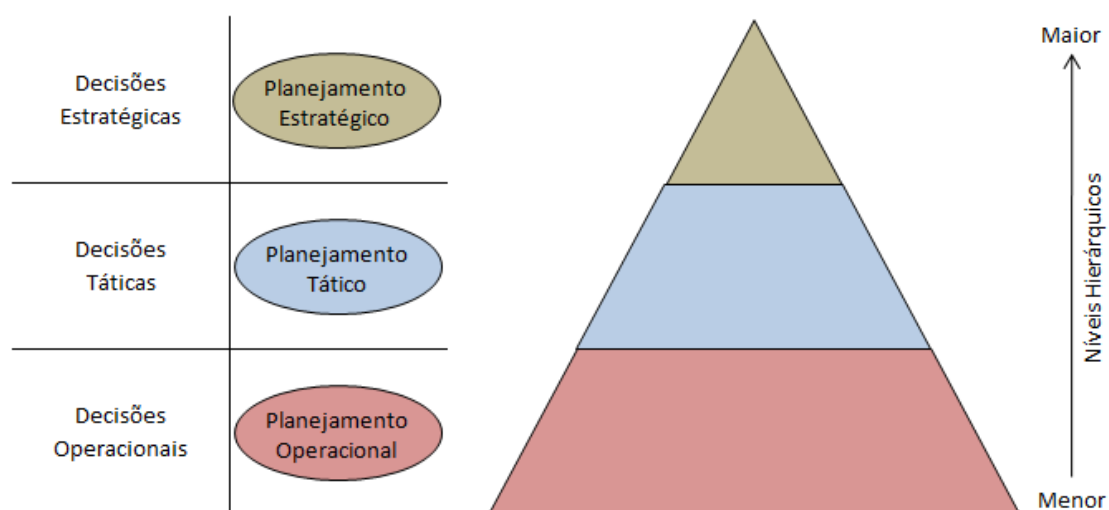 Decisões
Estratégicas
Planejamento
Estratégico
Maior
Decisões
Táticas
Planejamento
Tático
Níveis Hierárquicos
Decisões
Operacionais
Planejamento
Operacional
Menor